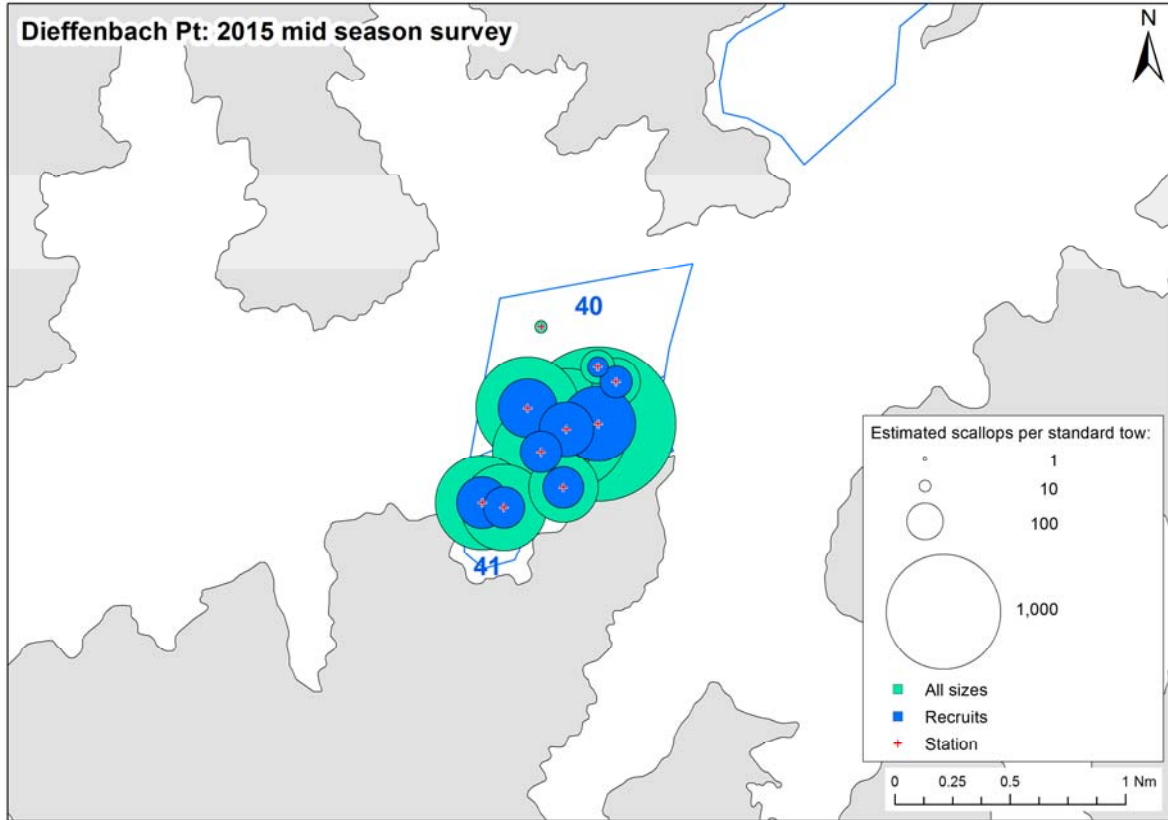 Dieffenbach Pt: 2015 mid season survey
N
40
41
Estimated scallops per standard tow:
1
10
100
1,000
All sizes
Recruits
Station
0 0.25 0.5 1 Nm